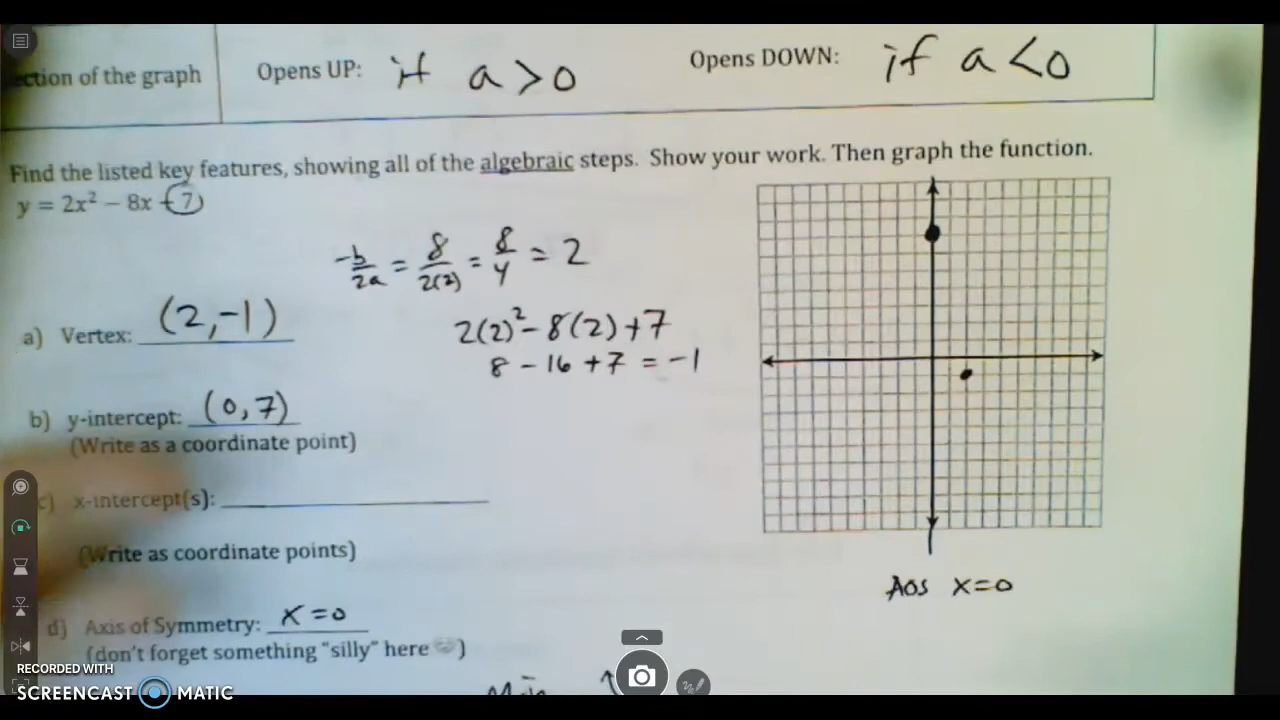 ction of the graph
Opens UP: if a > 0
Opens DOWN: if a < 0
Find the listed key features, showing all of the algebraic steps. Show your work. Then graph the function.
y = 2x² − 8x + 7
-b/2a = 8/2(2) = 8/4 = 2
a) Vertex: (2,-1)
2(2)² - 8(2) + 7
8 - 16 + 7 = -1
b) y-intercept: (0,7)
(Write as a coordinate point)
c) x-intercept(s):
(Write as coordinate points)
AOS x=0
d) Axis of Symmetry: x = 0
(don't forget something "silly" here )
RECORDED WITH
SCREENCAST MATIC